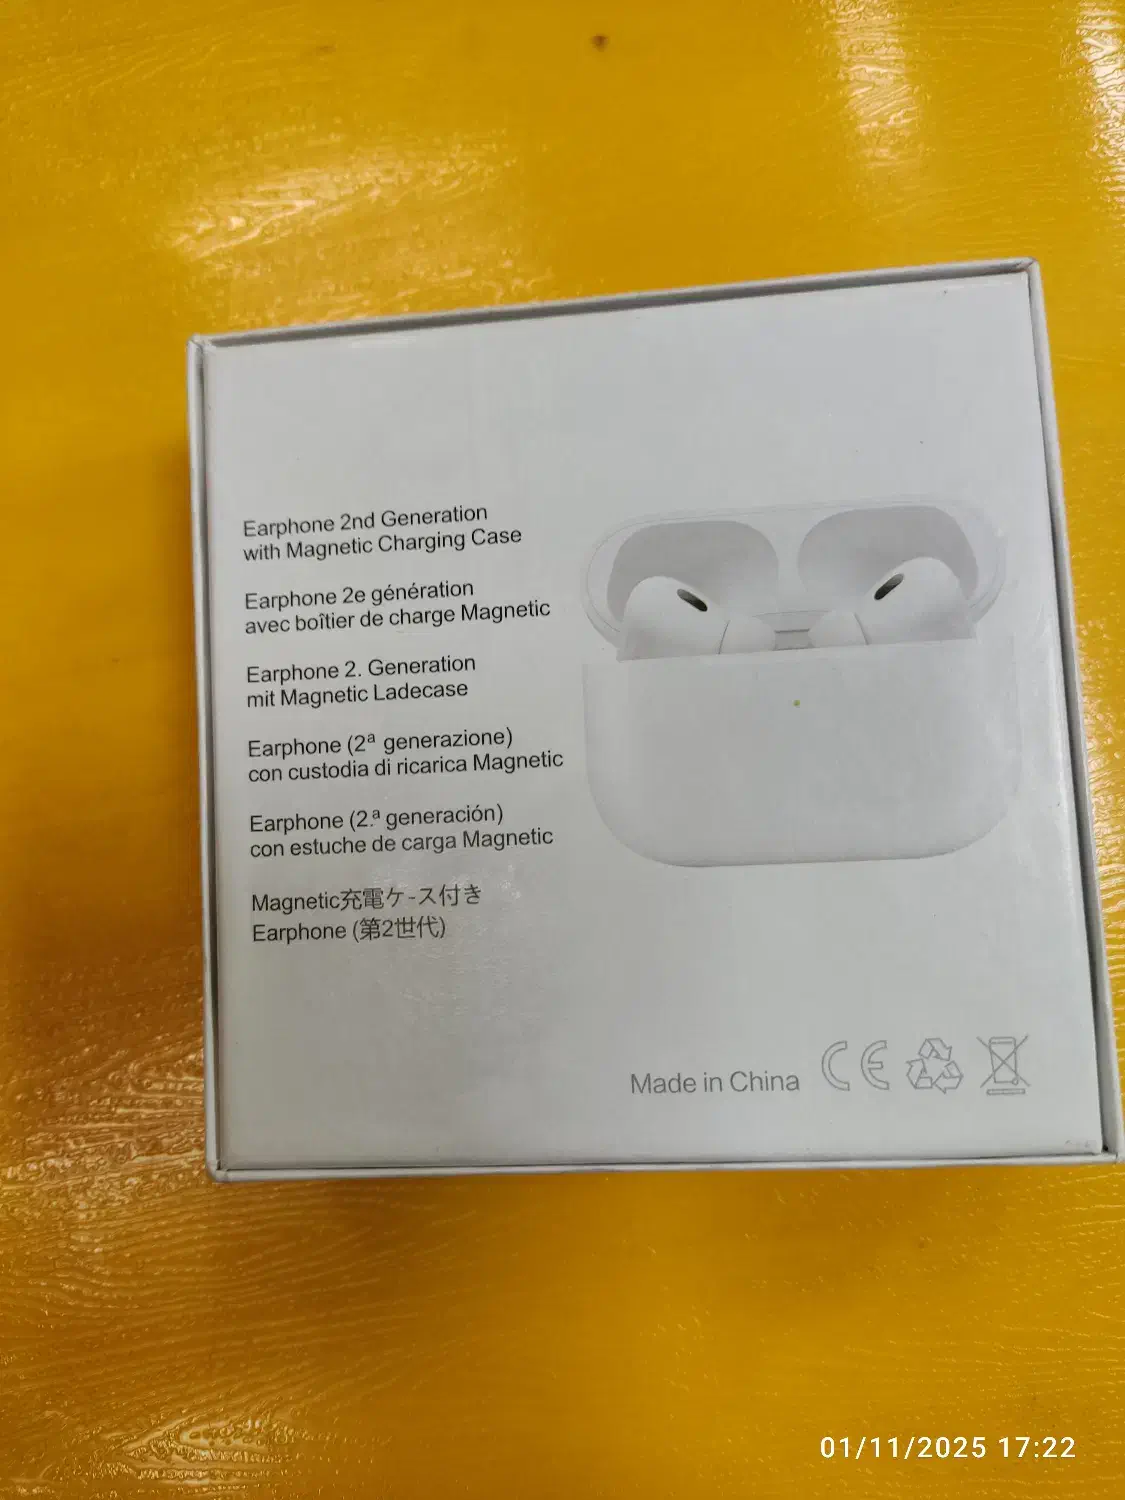 Earphone 2nd Generation
with Magnetic Charging Case
Earphone 2e génération
avec boîtier de charge Magnetic
Earphone 2. Generation
mit Magnetic Ladecase
Earphone (2ª generazione)
con custodia di ricarica Magnetic
Earphone (2.ª generación)
con estuche de carga Magnetic
Magnetic充電ケ-ス付き
Earphone (第2世代)
Made in China CE
01/11/2025 17:22